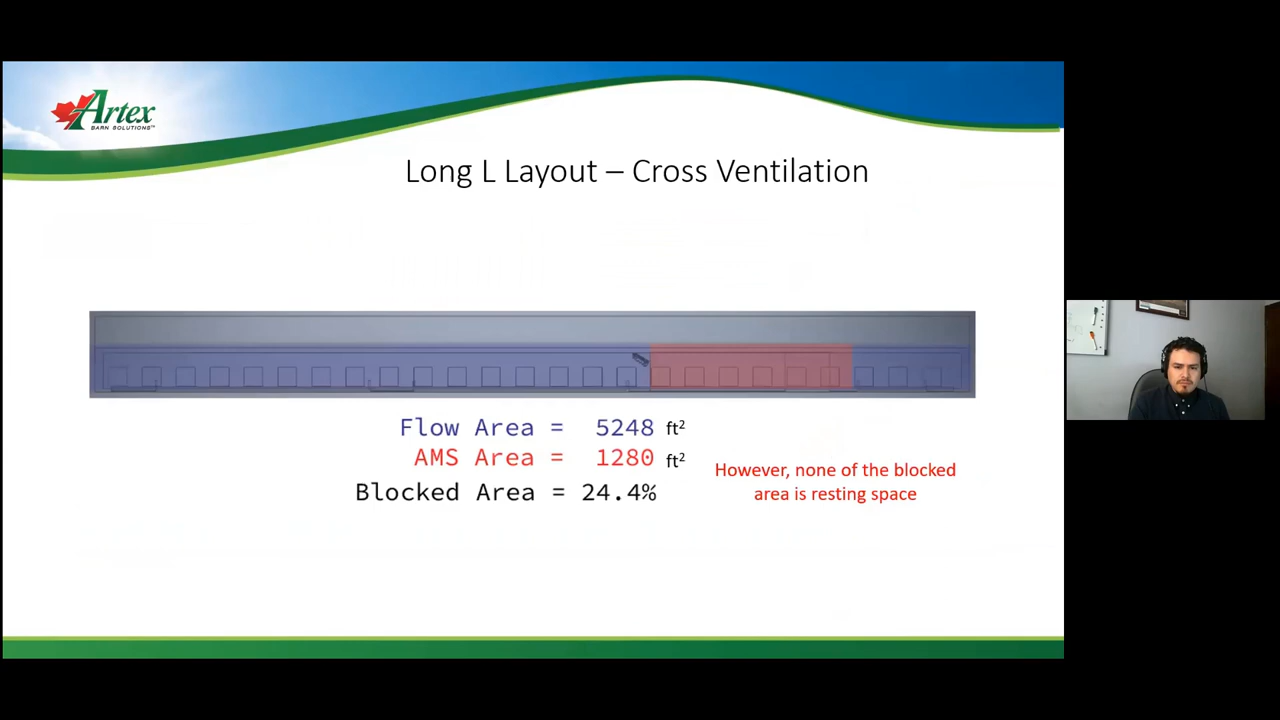 Artex
BARN SOLUTIONS™
Long L Layout – Cross Ventilation
Flow Area = 5248 ft²
AMS Area = 1280 ft²
Blocked Area = 24.4%
However, none of the blocked
area is resting space